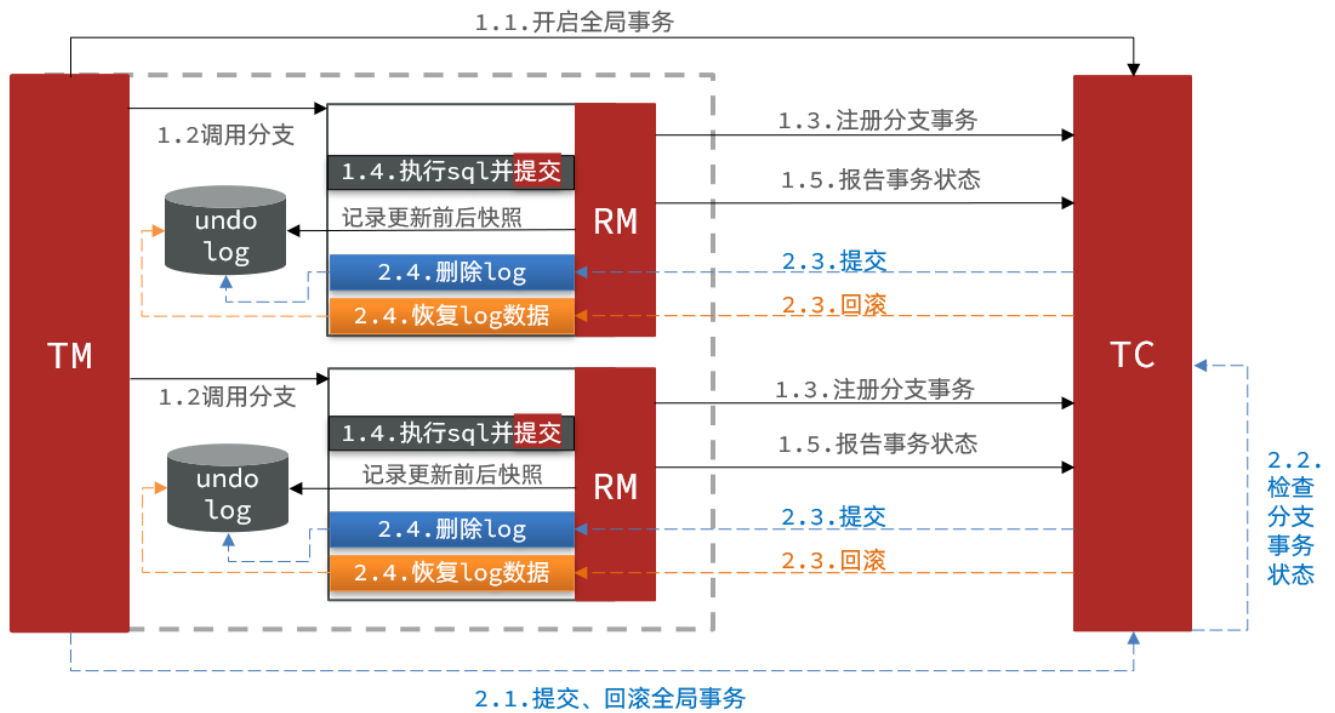 1.1.开启全局事务
1.2调用分支
1.3.注册分支事务
1.4.执行sql并提交
1.5.报告事务状态
undo
log
记录更新前后快照
RM
2.4.删除log
2.3.提交
2.4.恢复log数据
2.3.回滚
TM
TC
1.2调用分支
1.3.注册分支事务
1.4.执行sql并提交
1.5.报告事务状态
undo
log
记录更新前后快照
RM
2.4.删除log
2.3.提交
2.4.恢复log数据
2.3.回滚
2.2.
检查
分支
事务
状态
2.1.提交、回滚全局事务